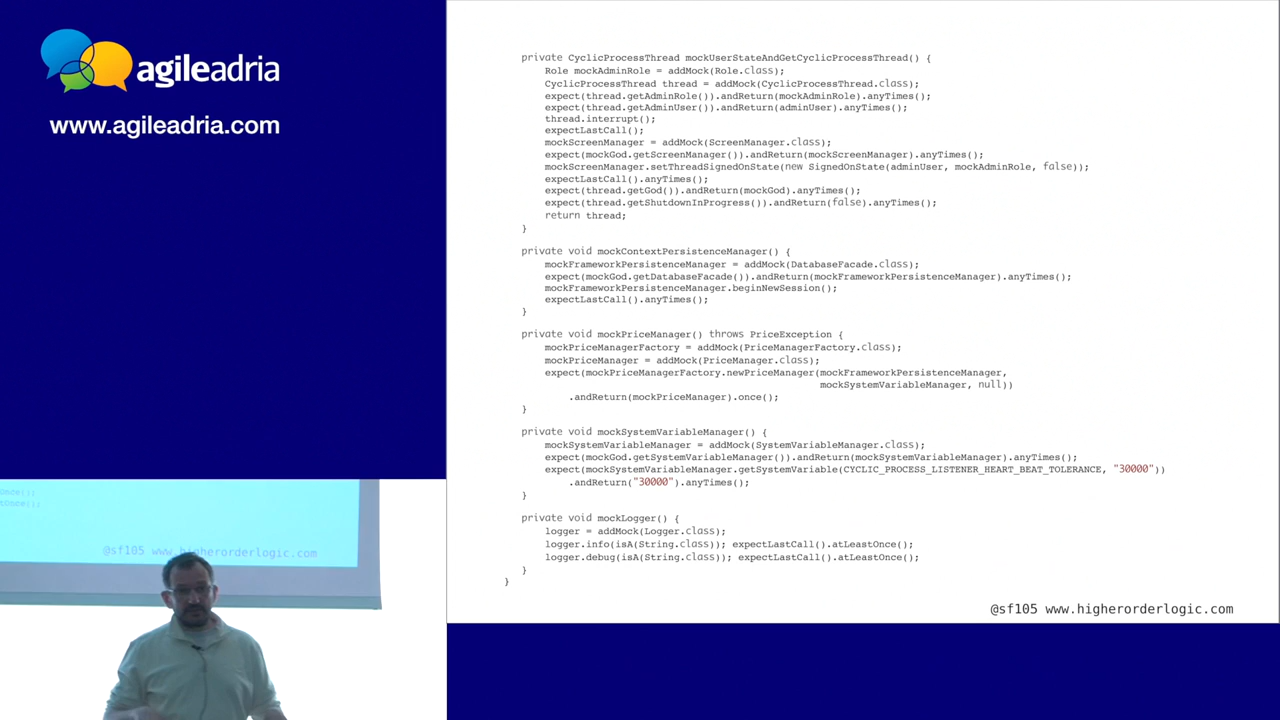 agileadria
www.agileadria.com
private CyclicProcessThread mockUserStateAndGetCyclicProcessThread() {
Role mockAdminRole = addMock(Role.class);
CyclicProcessThread thread = addMock(CyclicProcessThread.class);
expect(thread.getAdminRole()).andReturn(mockAdminRole).anyTimes();
expect(thread.getAdminUser()).andReturn(adminUser).anyTimes();
thread.interrupt();
expectLastCall();
mockScreenManager = addMock(ScreenManager.class);
expect(mockGod.getScreenManager()).andReturn(mockScreenManager).anyTimes();
mockScreenManager.setThreadSignedOnState(new SignedOnState(adminUser, mockAdminRole, false));
expectLastCall().anyTimes();
expect(thread.getGod()).andReturn(mockGod).anyTimes();
expect(thread.getShutdownInProgress()).andReturn(false).anyTimes();
return thread;
}
private void mockContextPersistenceManager() {
mockFrameworkPersistenceManager = addMock(DatabaseFacade.class);
expect(mockGod.getDatabaseFacade()).andReturn(mockFrameworkPersistenceManager).anyTimes();
mockFrameworkPersistenceManager.beginNewSession();
expectLastCall().anyTimes();
}
private void mockPriceManager() throws PriceException {
mockPriceManagerFactory = addMock(PriceManagerFactory.class);
mockPriceManager = addMock(PriceManager.class);
expect(mockPriceManagerFactory.newPriceManager(mockFrameworkPersistenceManager,
mockSystemVariableManager, null))
.andReturn(mockPriceManager).once();
}
private void mockSystemVariableManager() {
mockSystemVariableManager = addMock(SystemVariableManager.class);
expect(mockGod.getSystemVariableManager()).andReturn(mockSystemVariableManager).anyTimes();
expect(mockSystemVariableManager.getSystemVariable(CYCLIC_PROCESS_LISTENER_HEART_BEAT_TOLERANCE, "30000"))
.andReturn("30000").anyTimes();
}
private void mockLogger() {
logger = addMock(Logger.class);
logger.info(isA(String.class)); expectLastCall().atLeastOnce();
logger.debug(isA(String.class)); expectLastCall().atLeastOnce();
}
}
@sf105 www.higherorderlogic.com
@sf105 www.higherorderlogic.com